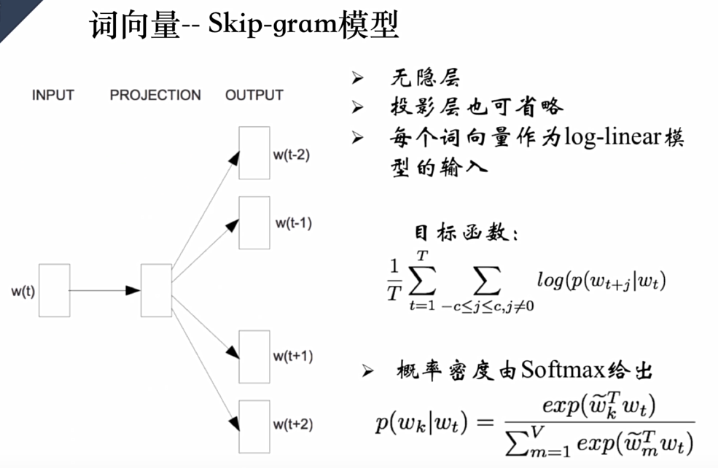 词向量-- Skip-gram模型
INPUT PROJECTION OUTPUT
w(t-2)
w(t-1)
w(t)
w(t+1)
w(t+2)
➢ 无隐层
➢ 投影层也可省略
➢ 每个词向量作为log-linear模
型的输入
目标函数:
\frac{1}{T} \sum_{t=1}^{T} \sum_{-c≤j≤c,j≠0} log(p(w_{t+j}|w_t)
➢ 概率密度由Softmax给出
p(w_k|w_t) = \frac{exp(\widetilde{w}_k^T w_t)}{\sum_{m=1}^{V} exp(\widetilde{w}_m^T w_t)}